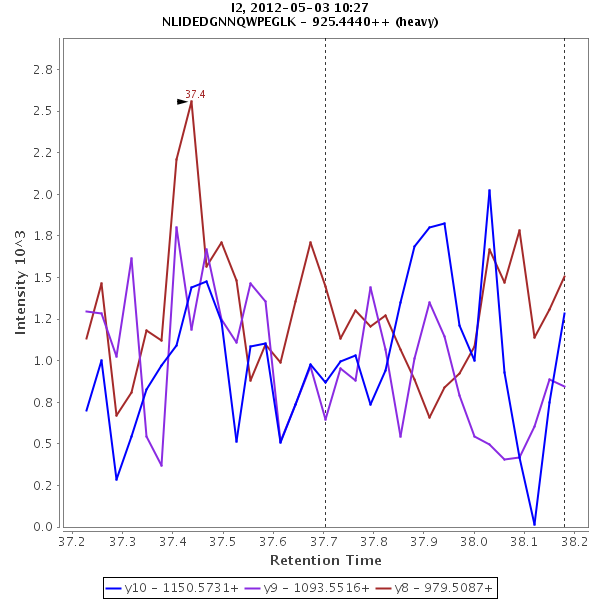 I2, 2012-05-03 10:27
NLIDEDGNNQWPEGLK - 925.4440++ (heavy)
Intensity 10^3
2.8
2.5
2.2
2.0
1.8
1.5
1.2
1.0
0.8
0.5
0.2
0.0
37.4
37.2 37.3 37.4 37.5 37.6 37.7 37.8 37.9 38.0 38.1 38.2
Retention Time
y10 - 1150.5731+ y9 - 1093.5516+ y8 - 979.5087+